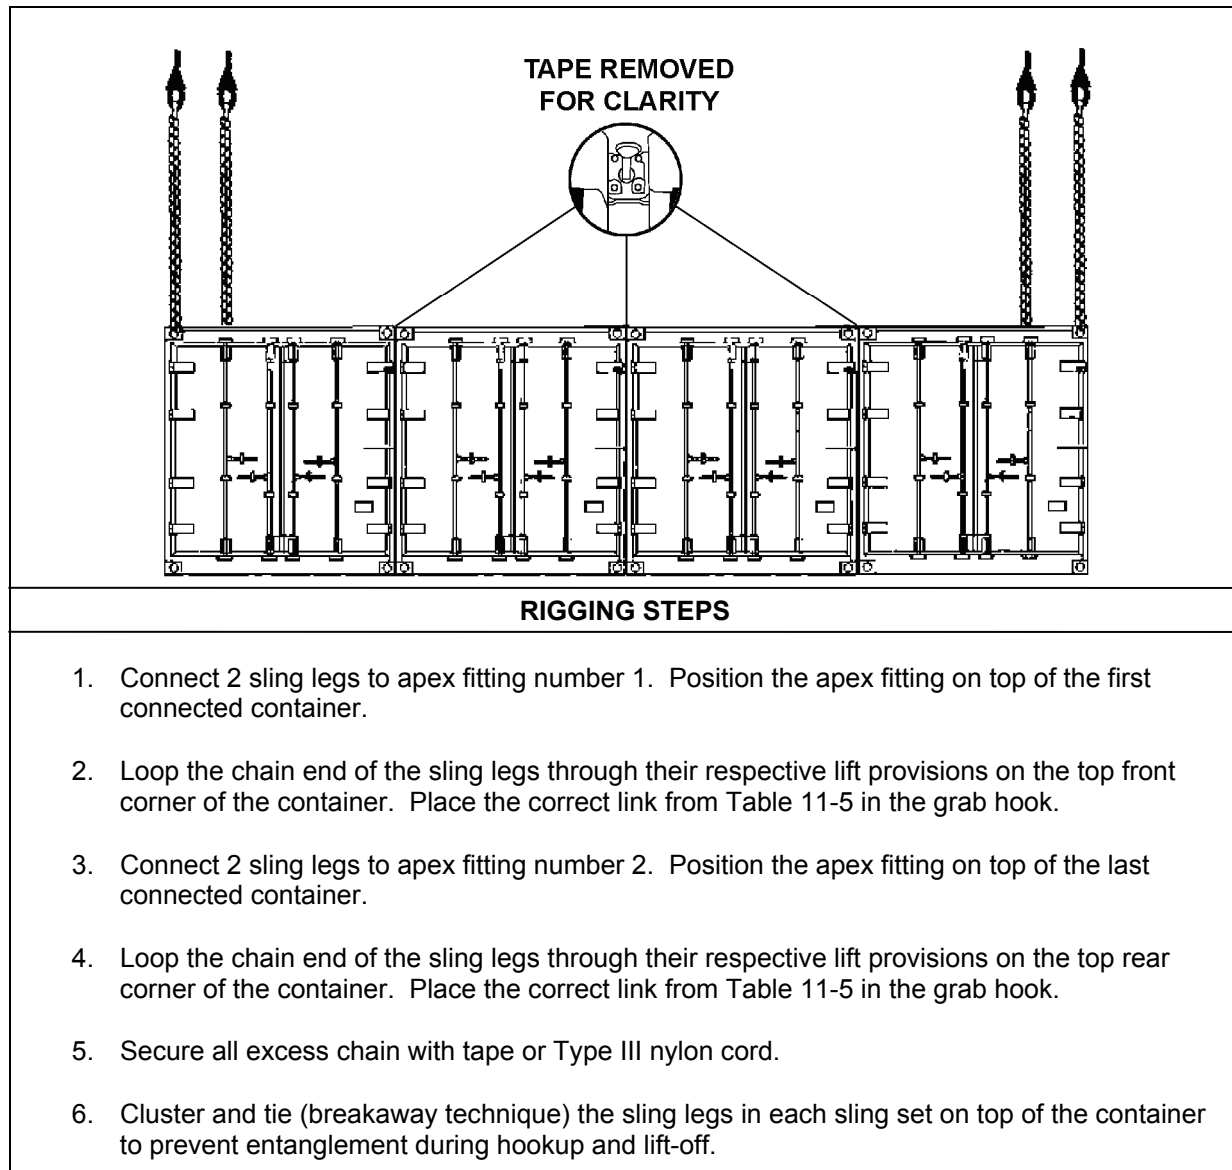 TAPE REMOVED
FOR CLARITY
RIGGING STEPS
1. Connect 2 sling legs to apex fitting number 1. Position the apex fitting on top of the first
connected container.
2. Loop the chain end of the sling legs through their respective lift provisions on the top front
corner of the container. Place the correct link from Table 11-5 in the grab hook.
3. Connect 2 sling legs to apex fitting number 2. Position the apex fitting on top of the last
connected container.
4. Loop the chain end of the sling legs through their respective lift provisions on the top rear
corner of the container. Place the correct link from Table 11-5 in the grab hook.
5. Secure all excess chain with tape or Type III nylon cord.
6. Cluster and tie (breakaway technique) the sling legs in each sling set on top of the container
to prevent entanglement during hookup and lift-off.